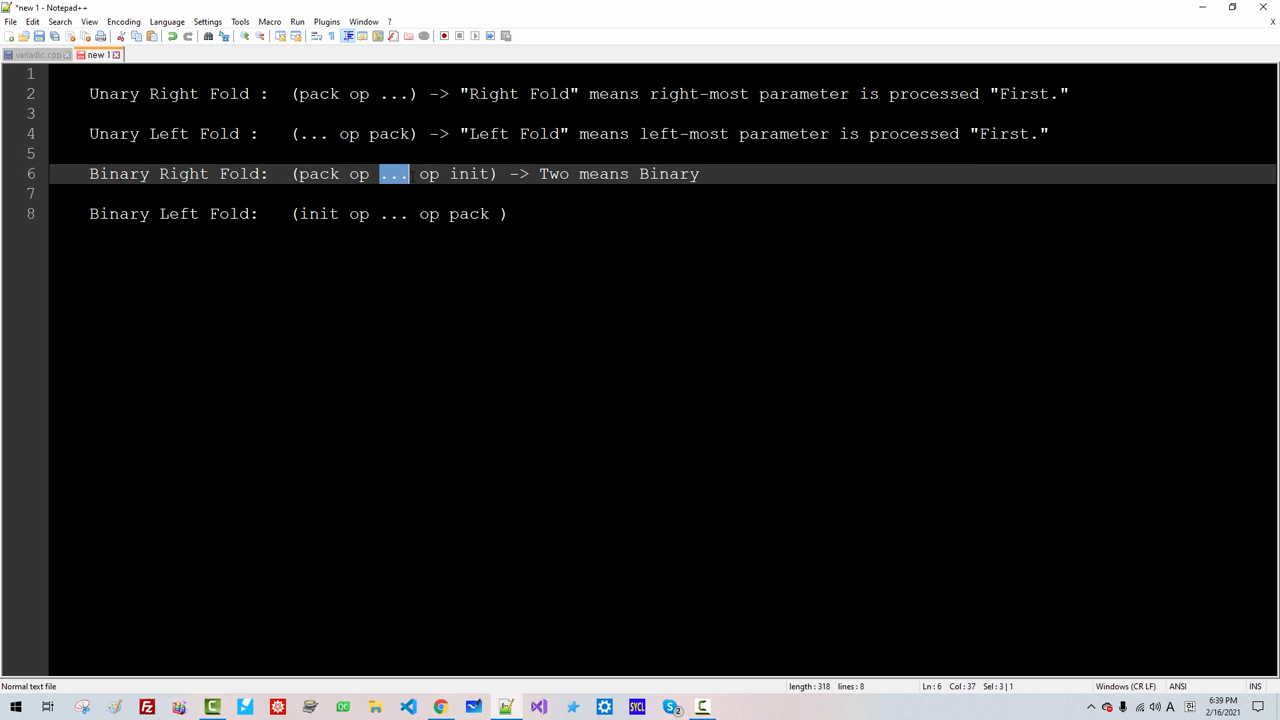 *new 1 - Notepad++
File Edit Search View Encoding Language Settings Tools Macro Run Plugins Window ?
X
variadic.cpp new 1
1
2 Unary Right Fold : (pack op ...) -> "Right Fold" means right-most parameter is processed "First."
3
4 Unary Left Fold : (... op pack) -> "Left Fold" means left-most parameter is processed "First."
5
6 Binary Right Fold: (pack op ... op init) -> Two means Binary
7
8 Binary Left Fold: (init op ... op pack )
Normal text file length : 318 lines : 8 Ln : 6 Col : 37 Sel : 3 | 1 Windows (CR LF) ANSI INS
QC SYCL A 6:39 PM
2/16/2021